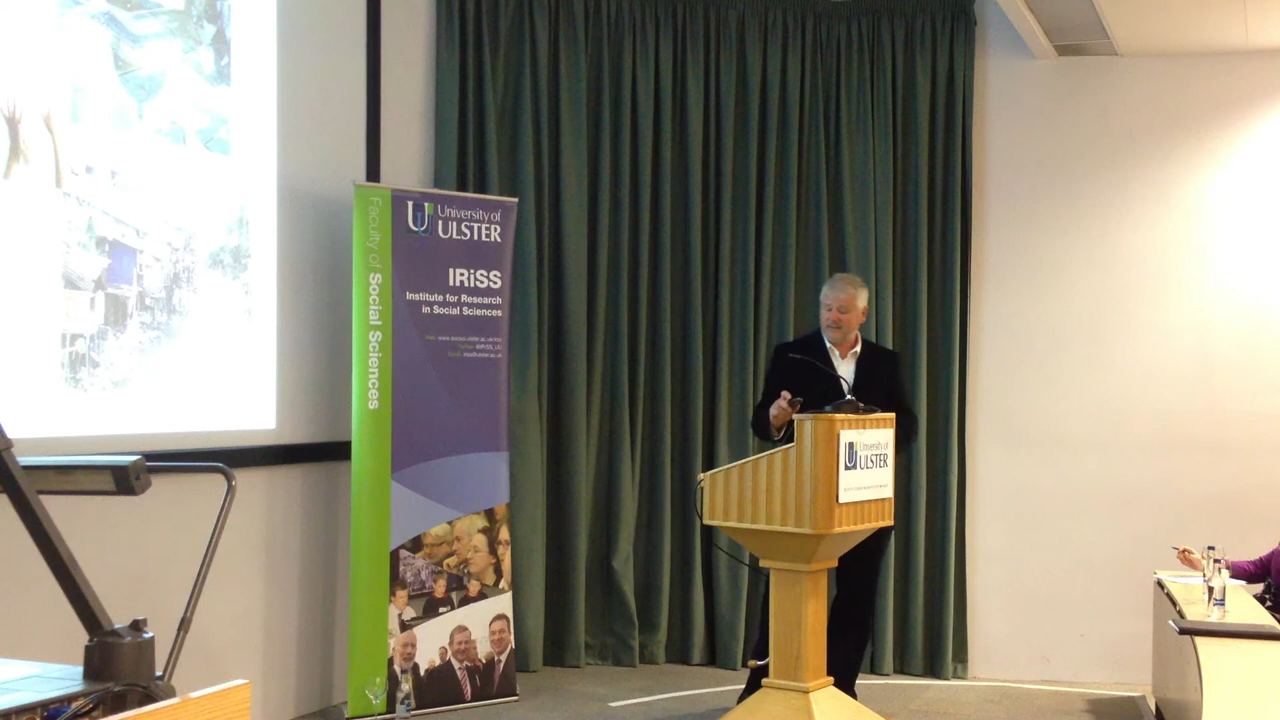 Faculty of Social Sciences
University of
ULSTER
IRiSS
Institute for Research
in Social Sciences
University of
ULSTER